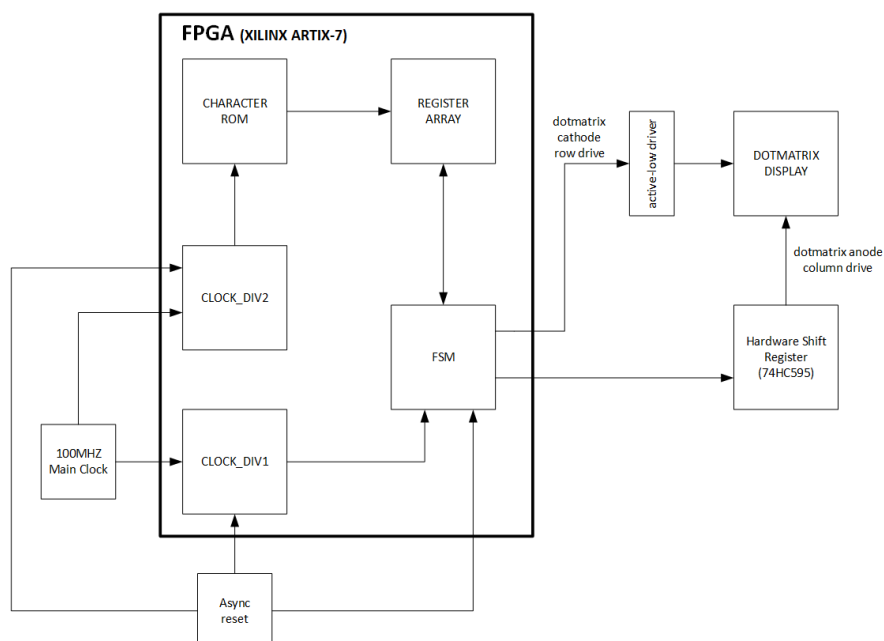 FPGA (XILINX ARTIX-7)
CHARACTER
ROM
REGISTER
ARRAY
dotmatrix
cathode
row drive
active-low driver
DOTMATRIX
DISPLAY
dotmatrix anode
column drive
CLOCK_DIV2
FSM
Hardware Shift
Register
(74HC595)
100MHZ
Main Clock
CLOCK_DIV1
Async
reset